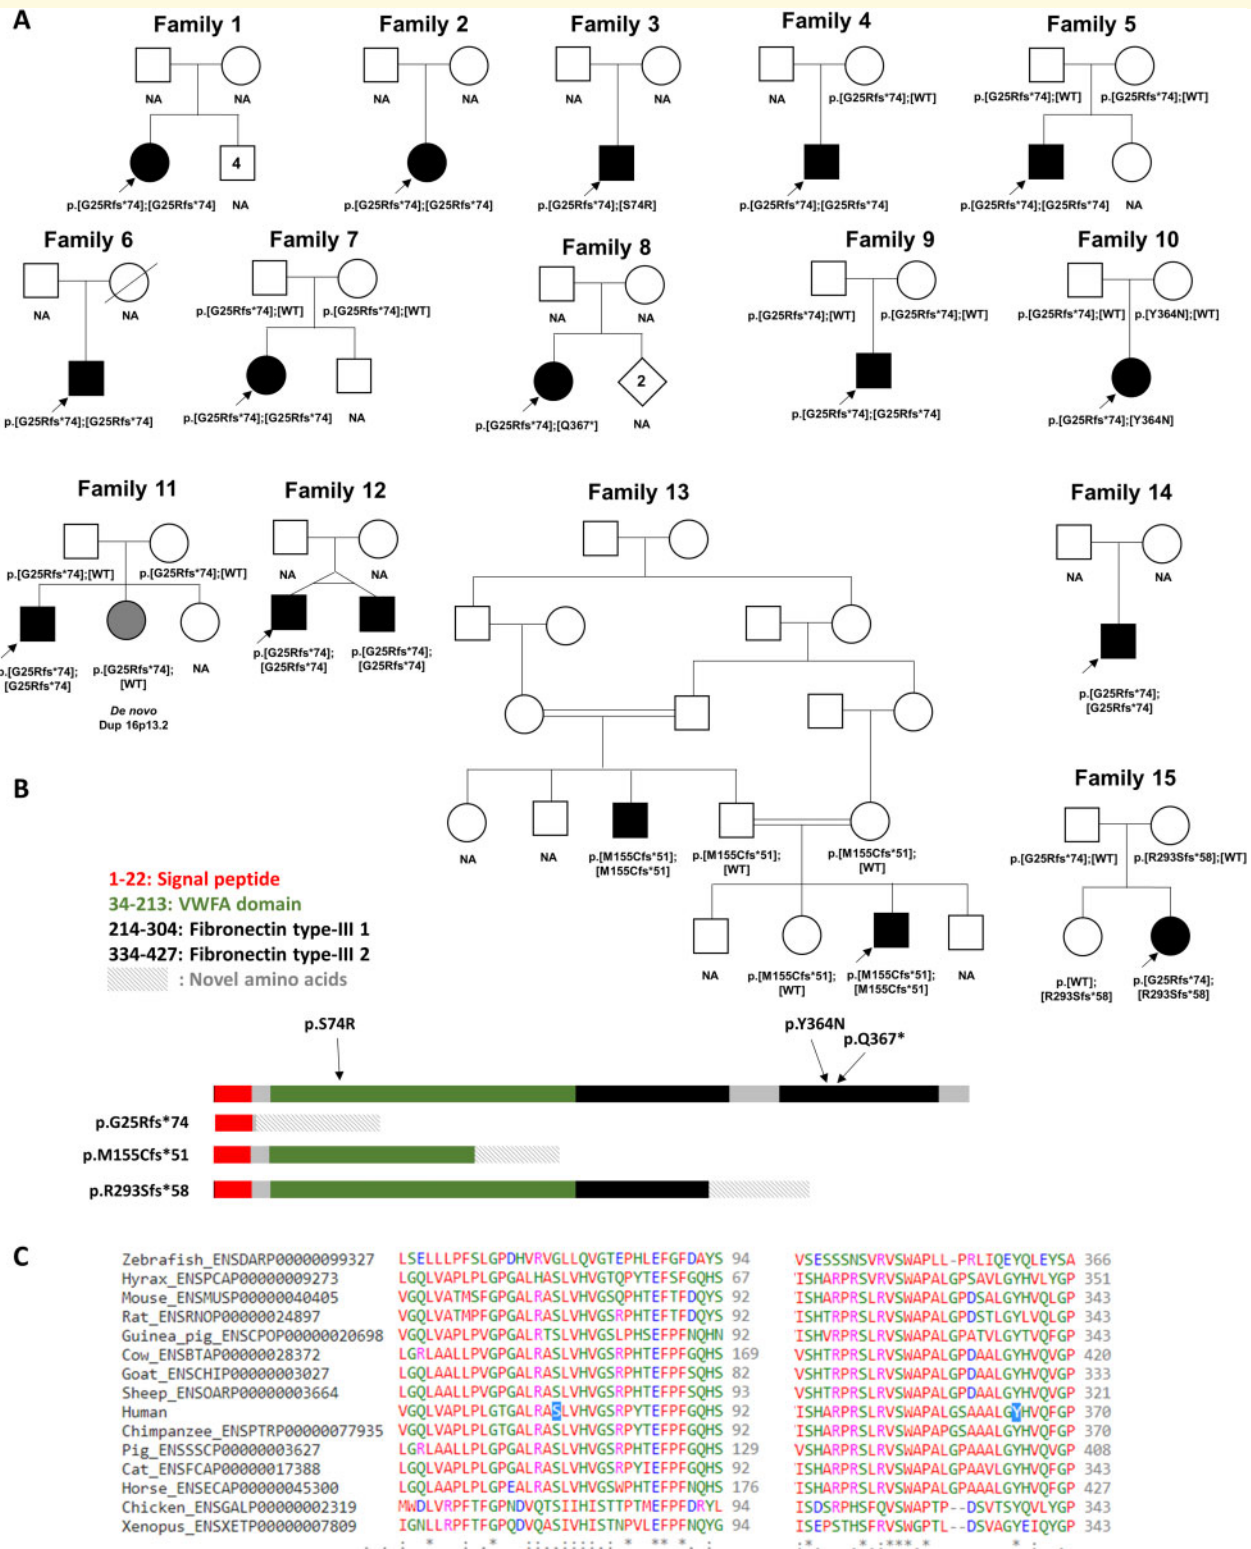 A
Family 1
Family 2
Family 3
Family 4
Family 5
NA NA
NA NA
NA NA
NA p.[G25Rfs*74];[WT]
p.[G25Rfs*74];[WT] p.[G25Rfs*74];[WT]
4
p.[G25Rfs*74];[G25Rfs*74] NA
p.[G25Rfs*74];[G25Rfs*74]
p.[G25Rfs*74];[S74R]
p.[G25Rfs*74];[G25Rfs*74]
p.[G25Rfs*74];[G25Rfs*74] NA
Family 6
Family 7
Family 8
Family 9
Family 10
NA NA
p.[G25Rfs*74];[WT] p.[G25Rfs*74];[WT]
NA NA
p.[G25Rfs*74];[WT] p.[G25Rfs*74];[WT]
p.[G25Rfs*74];[WT] p.[Y364N];[WT]
2
p.[G25Rfs*74];[G25Rfs*74]
p.[G25Rfs*74];[G25Rfs*74] NA
p.[G25Rfs*74];[Q367*] NA
p.[G25Rfs*74];[G25Rfs*74]
p.[G25Rfs*74];[Y364N]
Family 11
Family 12
Family 13
Family 14
p.[G25Rfs*74];[WT] p.[G25Rfs*74];[WT]
NA NA
NA NA
p.[G25Rfs*74];
[G25Rfs*74]
p.[G25Rfs*74];
[WT]
NA
De novo
Dup 16p13.2
p.[G25Rfs*74];
[G25Rfs*74]
p.[G25Rfs*74];
[G25Rfs*74]
p.[G25Rfs*74];
[G25Rfs*74]
NA
NA
p.[M155Cfs*51];
[M155Cfs*51]
p.[M155Cfs*51];
[WT]
p.[M155Cfs*51];
[WT]
NA
p.[M155Cfs*51];
[WT]
p.[M155Cfs*51];
[M155Cfs*51]
NA
Family 15
p.[G25Rfs*74];[WT] p.[R293Sfs*58];[WT]
p.[WT];
[R293Sfs*58]
p.[G25Rfs*74];
[R293Sfs*58]
B
1-22: Signal peptide
34-213: VWFA domain
214-304: Fibronectin type-III 1
334-427: Fibronectin type-III 2
: Novel amino acids
p.S74R
p.Y364N
p.Q367*
p.G25Rfs*74
p.M155Cfs*51
p.R293Sfs*58
C
Zebrafish_ENSDARP00000099327 LSELLLPFSLGPDHVRVGLLQVGTEPHLEFGFDAYS 94 VSESSSNSVRVSWAPLL-PRLIQEYQLEYSA 366
Hyrax_ENSPCAP00000009273 LGQLVAPLPLGPGALHASLVHVGTQPYTEFSFGQHS 67 ISHARPRSVRVSWAPALGPSAVLGYHVLYGP 351
Mouse_ENSMUSP00000040405 VGQLVATMSFGPGALRASLVHVGSQPHTEFTFDQYS 92 ISHARPRSLRVSWAPALGPDSALGYHVQLGP 343
Rat_ENSRNOP00000024897 VGQLVATMPFGPGALRASLVHVGSRPHTEFTFDQYS 92 ISHTRPRSLRVSWAPALGPDSTLGYLVQLGP 343
Guinea_pig_ENSCPOP00000020698 VGQLVAPLPVGPGALRTSLVHVGSLPHSEFPFNQHN 92 ISHVRPRSLRVSWAPALGPATVLGYTVQFGP 343
Cow_ENSBTAP00000028372 LGRLAALLPVGPGALRASLVHVGSRPHTEFPFGQHS 169 VSHTRPRSLRVSWAPALGPDAALGYHVQVGP 420
Goat_ENSCHIP00000003027 LGQLAALLPVGPGALRASLVHVGSRPHTEFPFGQHS 82 VSHTRPRSLRVSWAPALGPDAALGYHVQVGP 333
Sheep_ENSOARP00000003664 LGQLAALLPVGPGALRASLVHVGSRPHTEFPFGQHS 93 VSHTRPRSLRVSWAPALGPDAALGYHVQVGP 321
Human VGQLVAPLPLGTGALRASLVHVGSRPYTEFPFGQHS 92 ISHARPRSLRVSWAPALGSAAALGYHVQFGP 370
Chimpanzee_ENSPTRP00000077935 VGQLVAPLPLGTGALRASLVHVGSRPYTEFPFGQHS 92 ISHARPRSLRVSWAPAPGSAAALGYHVQFGP 370
Pig_ENSSSCP00000003627 LGRLAALLPLGPGALRASLVHVGSRPHTEFPFGQHS 129 VSHARPRSLRVSWAPALGPAAALGYHVQVGP 408
Cat_ENSFCAP00000017388 LGQLVAPLPLGPGALRASLVHVGSRPYIEFPFGQHS 92 ISHARPRSLRVSWAPALGPAAVLGYHVQFGP 343
Horse_ENSECAP00000045300 LGQLAAPLPLGPEALRASLVHVGSWPHTEFPFGQHS 176 ISHARPRSLRVSWAPALGPAAALGYHVQFGP 427
Chicken_ENSGALP00000002319 MWDLVRPFTFGPNDVQTSIIHISTTPTMEFPFDRYL 94 ISDSRPHSFQVSWAPTP--DSVTSYQVLYGP 343
Xenopus_ENSXETP00000007809 IGNLLRPFTFGPQDVQASIVHISTNPVLEFPFNQYG 94 ISEPSTHSFRVSWGPTL--DSVAGYEIQYGP 343